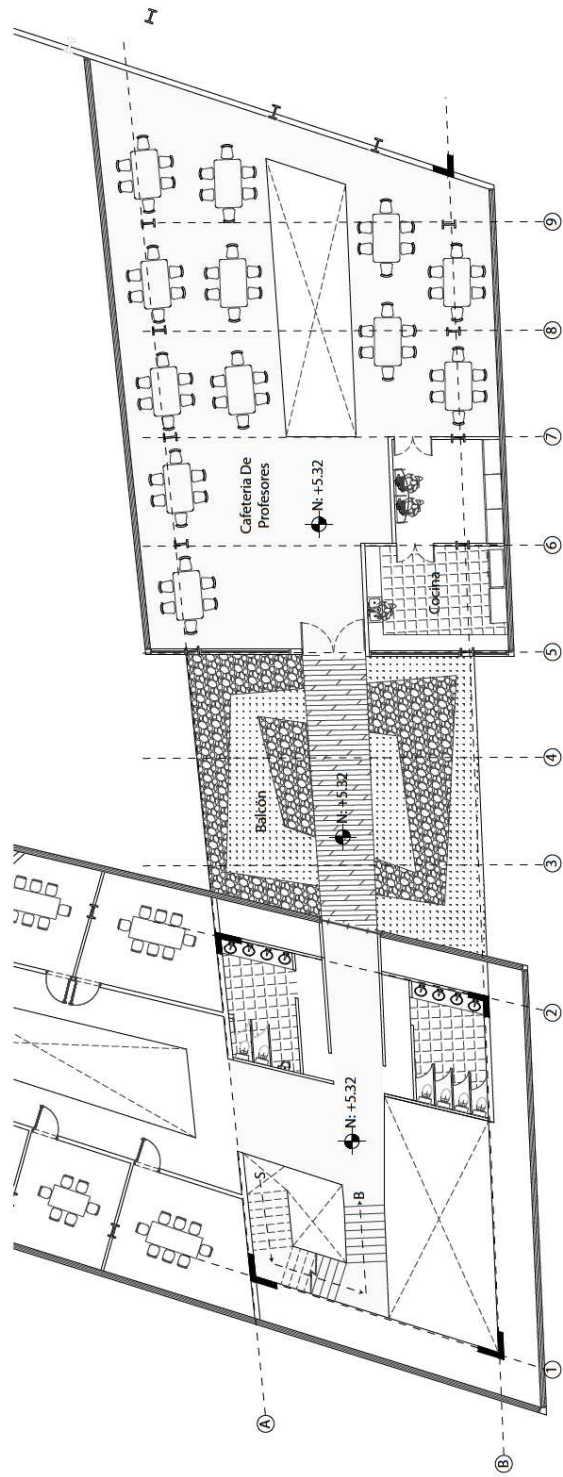 Cafetería De
Profesores
N: +5.32
Cocina
Balcón
N: +5.32
N: +5.32
S
B
A
B
1
2
3
4
5
6
7
8
9